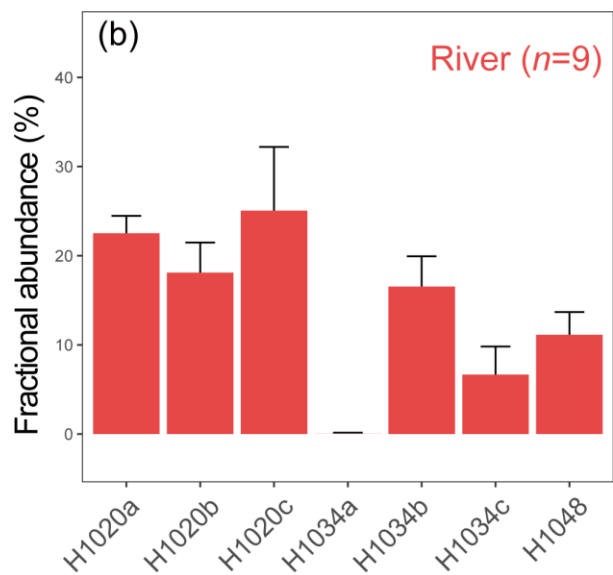 (b)
River (n=9)
Fractional abundance (%)
40
30
20
10
0
H1020a
H1020b
H1020c
H1034a
H1034b
H1034c
H1048